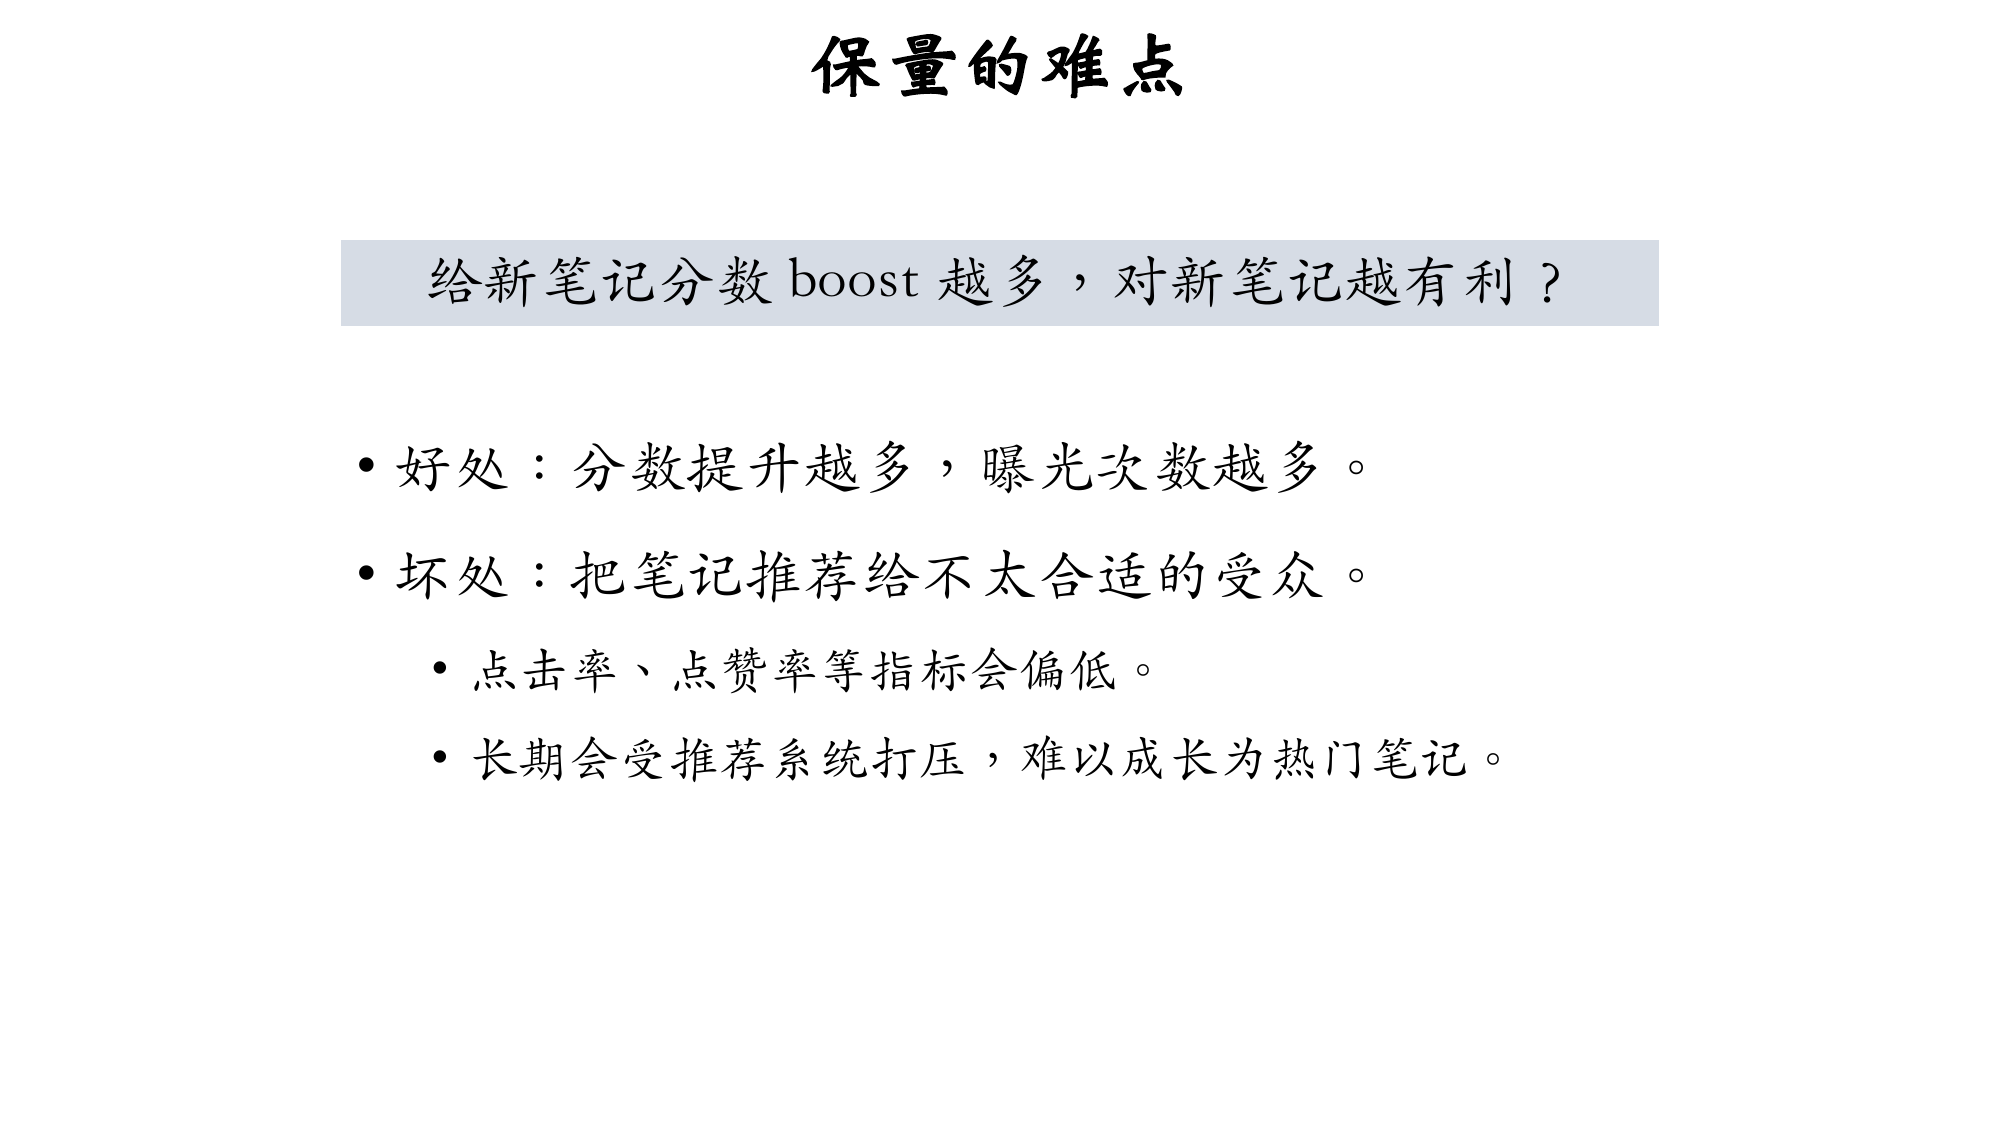 保量的难点
给新笔记分数 boost 越多，对新笔记越有利？
• 好处：分数提升越多，曝光次数越多。
• 坏处：把笔记推荐给不太合适的受众。
• 点击率、点赞率等指标会偏低。
• 长期会受推荐系统打压，难以成长为热门笔记。